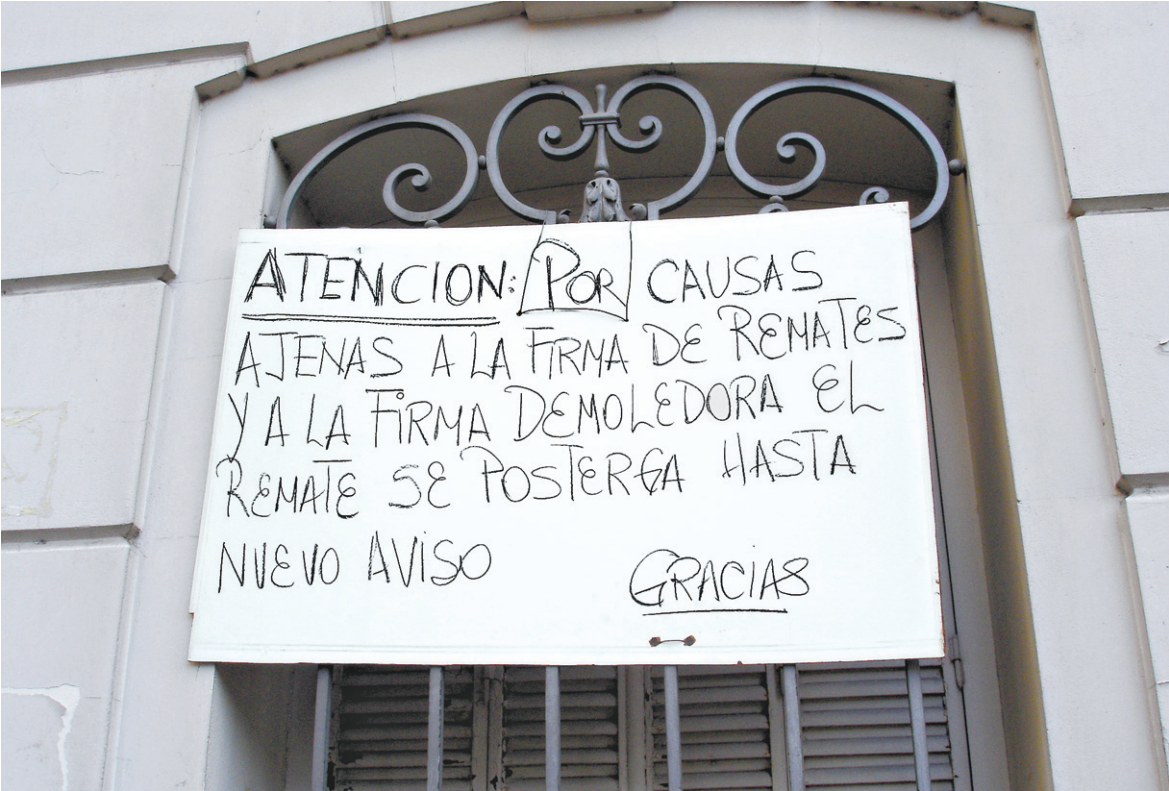 ATENCION: POR CAUSAS
AJENAS A LA FIRMA DE REMATES
Y A LA FIRMA DEMOLEDORA EL
REMATE SE POSTERGA HASTA
NUEVO AVISO GRACIAS